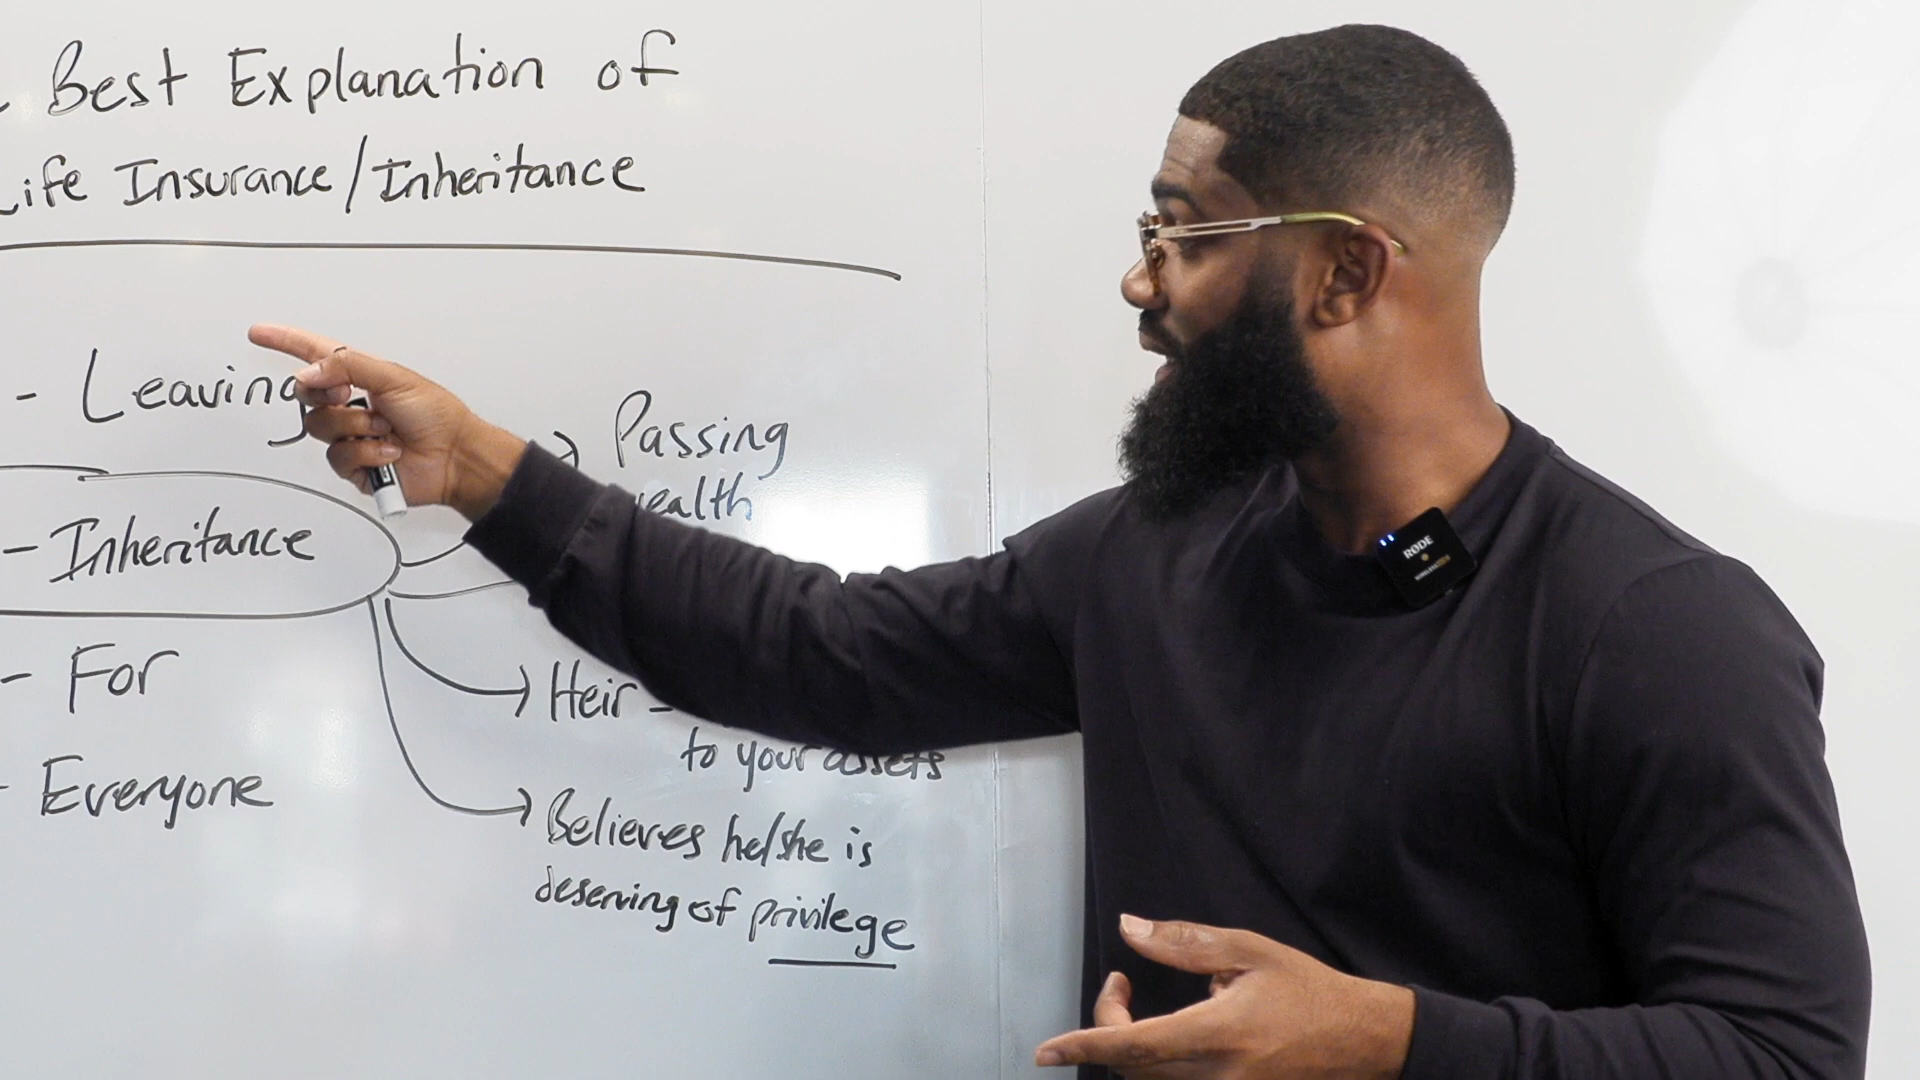 Best Explanation of
Life Insurance/Inheritance
- Leaving
- Inheritance
- For
- Everyone
Passing
wealth
Heir -
to your assets
Believes he/she is
deserving of privilege
RODE